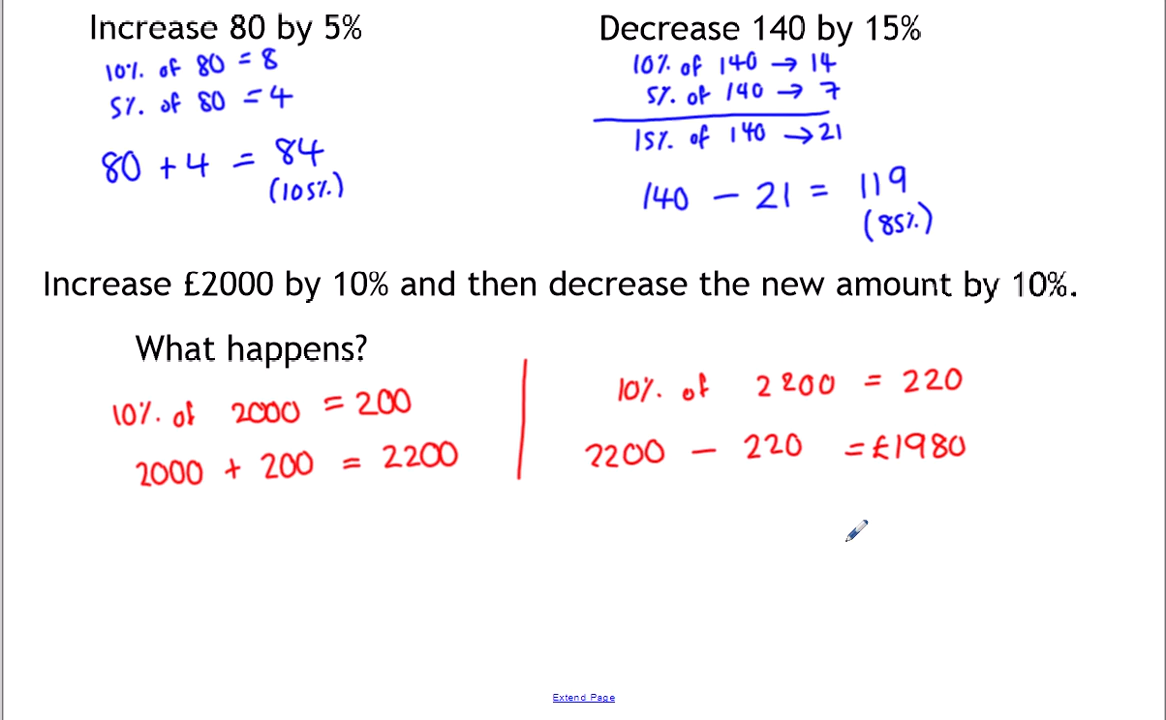 Increase 80 by 5%
10% of 80 = 8
5% of 80 = 4
80 + 4 = 84
(105%)
Decrease 140 by 15%
10% of 140 → 14
5% of 140 → 7
15% of 140 → 21
140 − 21 = 119
(85%)
Increase £2000 by 10% and then decrease the new amount by 10%.
What happens?
10% of 2000 = 200
2000 + 200 = 2200
10% of 2200 = 220
2200 − 220 = £1980
Extend Page